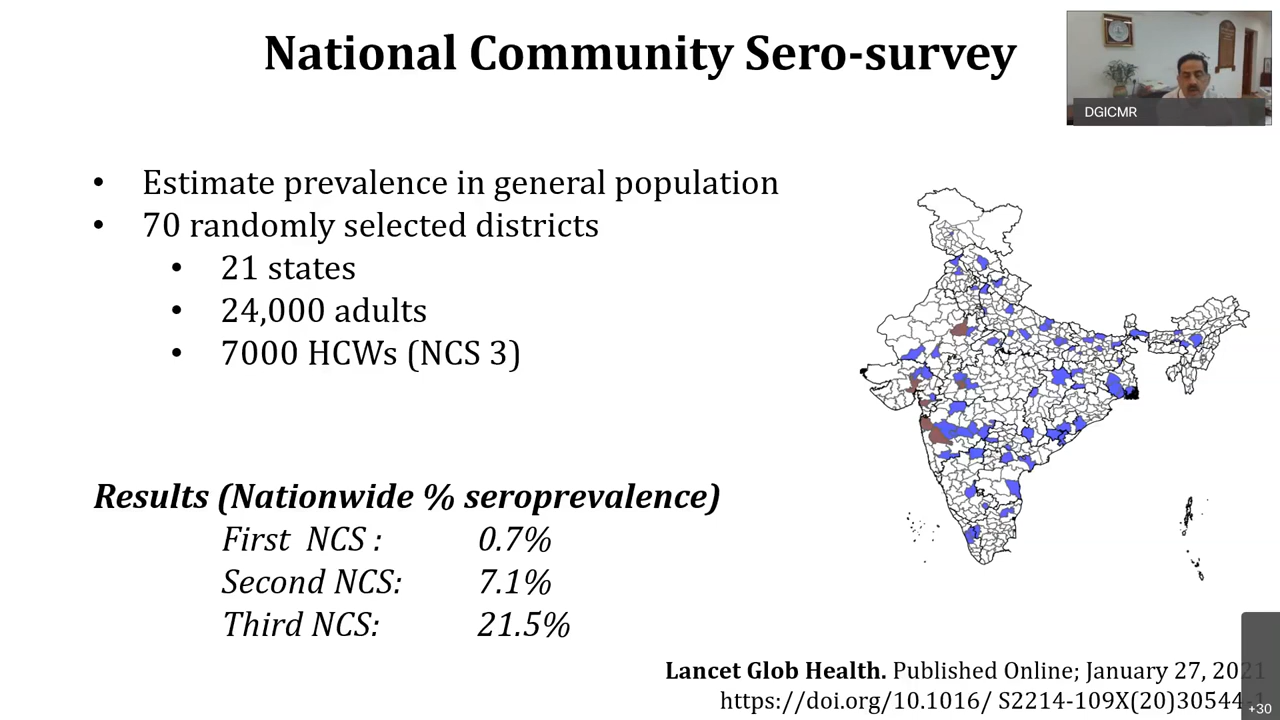 National Community Sero-survey
DGICMR
• Estimate prevalence in general population
• 70 randomly selected districts
• 21 states
• 24,000 adults
• 7000 HCWs (NCS 3)
Results (Nationwide % seroprevalence)
First NCS : 0.7%
Second NCS: 7.1%
Third NCS: 21.5%
Lancet Glob Health. Published Online; January 27, 2021
https://doi.org/10.1016/ S2214-109X(20)30544-1
+30